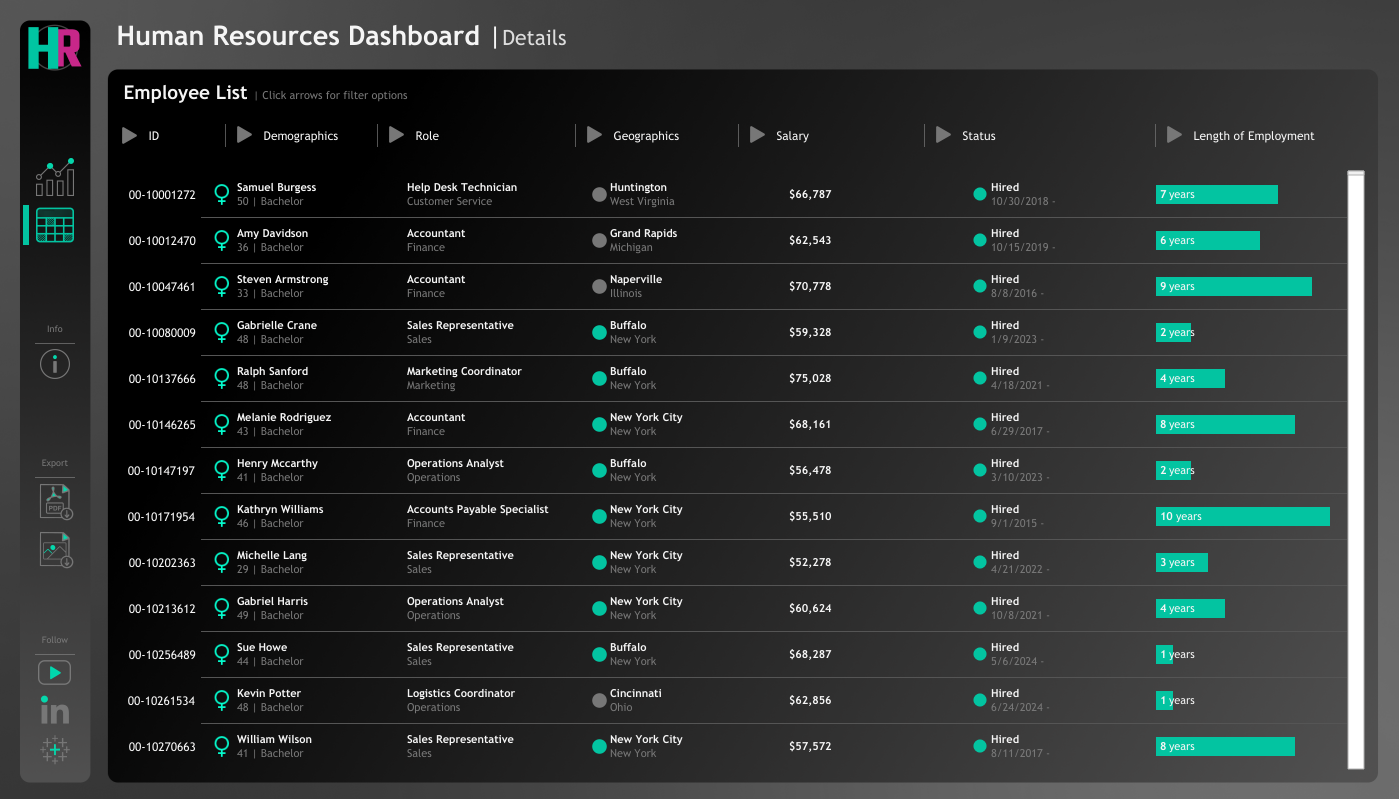 HR
Human Resources Dashboard | Details
Employee List | Click arrows for filter options
ID Demographics Role Geographics Salary Status Length of Employment
00-10001272 Samuel Burgess Help Desk Technician Huntington $66,787 Hired 7 years
50 | Bachelor Customer Service West Virginia 10/30/2018 -
00-10012470 Amy Davidson Accountant Grand Rapids $62,543 Hired 6 years
36 | Bachelor Finance Michigan 10/15/2019 -
00-10047461 Steven Armstrong Accountant Naperville $70,778 Hired 9 years
33 | Bachelor Finance Illinois 8/8/2016 -
00-10080009 Gabrielle Crane Sales Representative Buffalo $59,328 Hired 2 years
48 | Bachelor Sales New York 1/9/2023 -
00-10137666 Ralph Sanford Marketing Coordinator Buffalo $75,028 Hired 4 years
48 | Bachelor Marketing New York 4/18/2021 -
00-10146265 Melanie Rodriguez Accountant New York City $68,161 Hired 8 years
43 | Bachelor Finance New York 6/29/2017 -
00-10147197 Henry Mccarthy Operations Analyst Buffalo $56,478 Hired 2 years
41 | Bachelor Operations New York 3/10/2023 -
00-10171954 Kathryn Williams Accounts Payable Specialist New York City $55,510 Hired 10 years
46 | Bachelor Finance New York 9/1/2015 -
00-10202363 Michelle Lang Sales Representative New York City $52,278 Hired 3 years
29 | Bachelor Sales New York 4/21/2022 -
00-10213612 Gabriel Harris Operations Analyst New York City $60,624 Hired 4 years
49 | Bachelor Operations New York 10/8/2021 -
00-10256489 Sue Howe Sales Representative Buffalo $68,287 Hired 1 years
44 | Bachelor Sales New York 5/6/2024 -
00-10261534 Kevin Potter Logistics Coordinator Cincinnati $62,856 Hired 1 years
48 | Bachelor Operations Ohio 6/24/2024 -
00-10270663 William Wilson Sales Representative New York City $57,572 Hired 8 years
41 | Bachelor Sales New York 8/11/2017 -
Info
i
Export
PDF
Follow
in